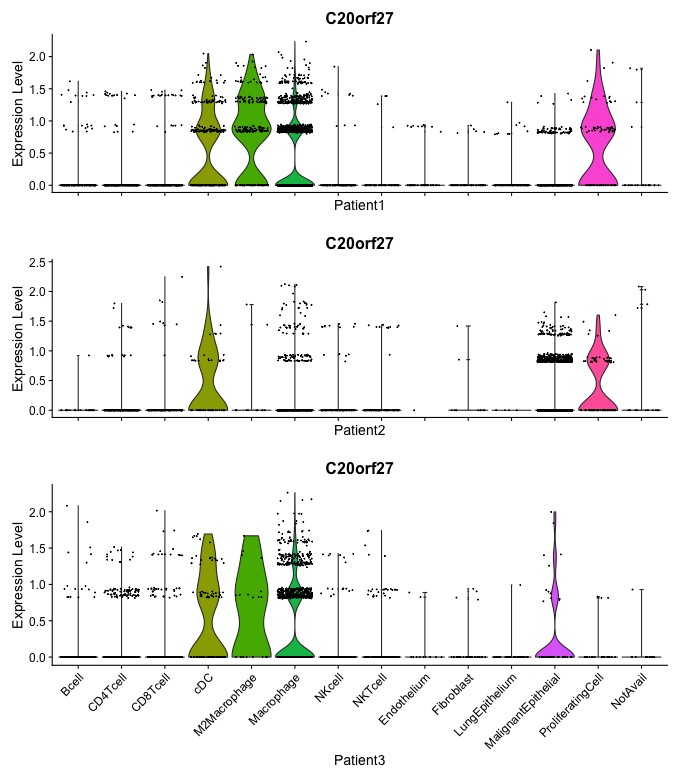 C20orf27
Expression Level
2.0
1.5
1.0
0.5
0.0
Patient1
C20orf27
Expression Level
2.5
2.0
1.5
1.0
0.5
0.0
Patient2
C20orf27
Expression Level
2.0
1.5
1.0
0.5
0.0
Bcell
CD4Tcell
CD8Tcell
cDC
M2Macrophage
Macrophage
NKcell
NKTcell
Endothelium
Fibroblast
LungEpithelium
MalignantEpithelial
ProliferatingCell
NotAvail
Patient3